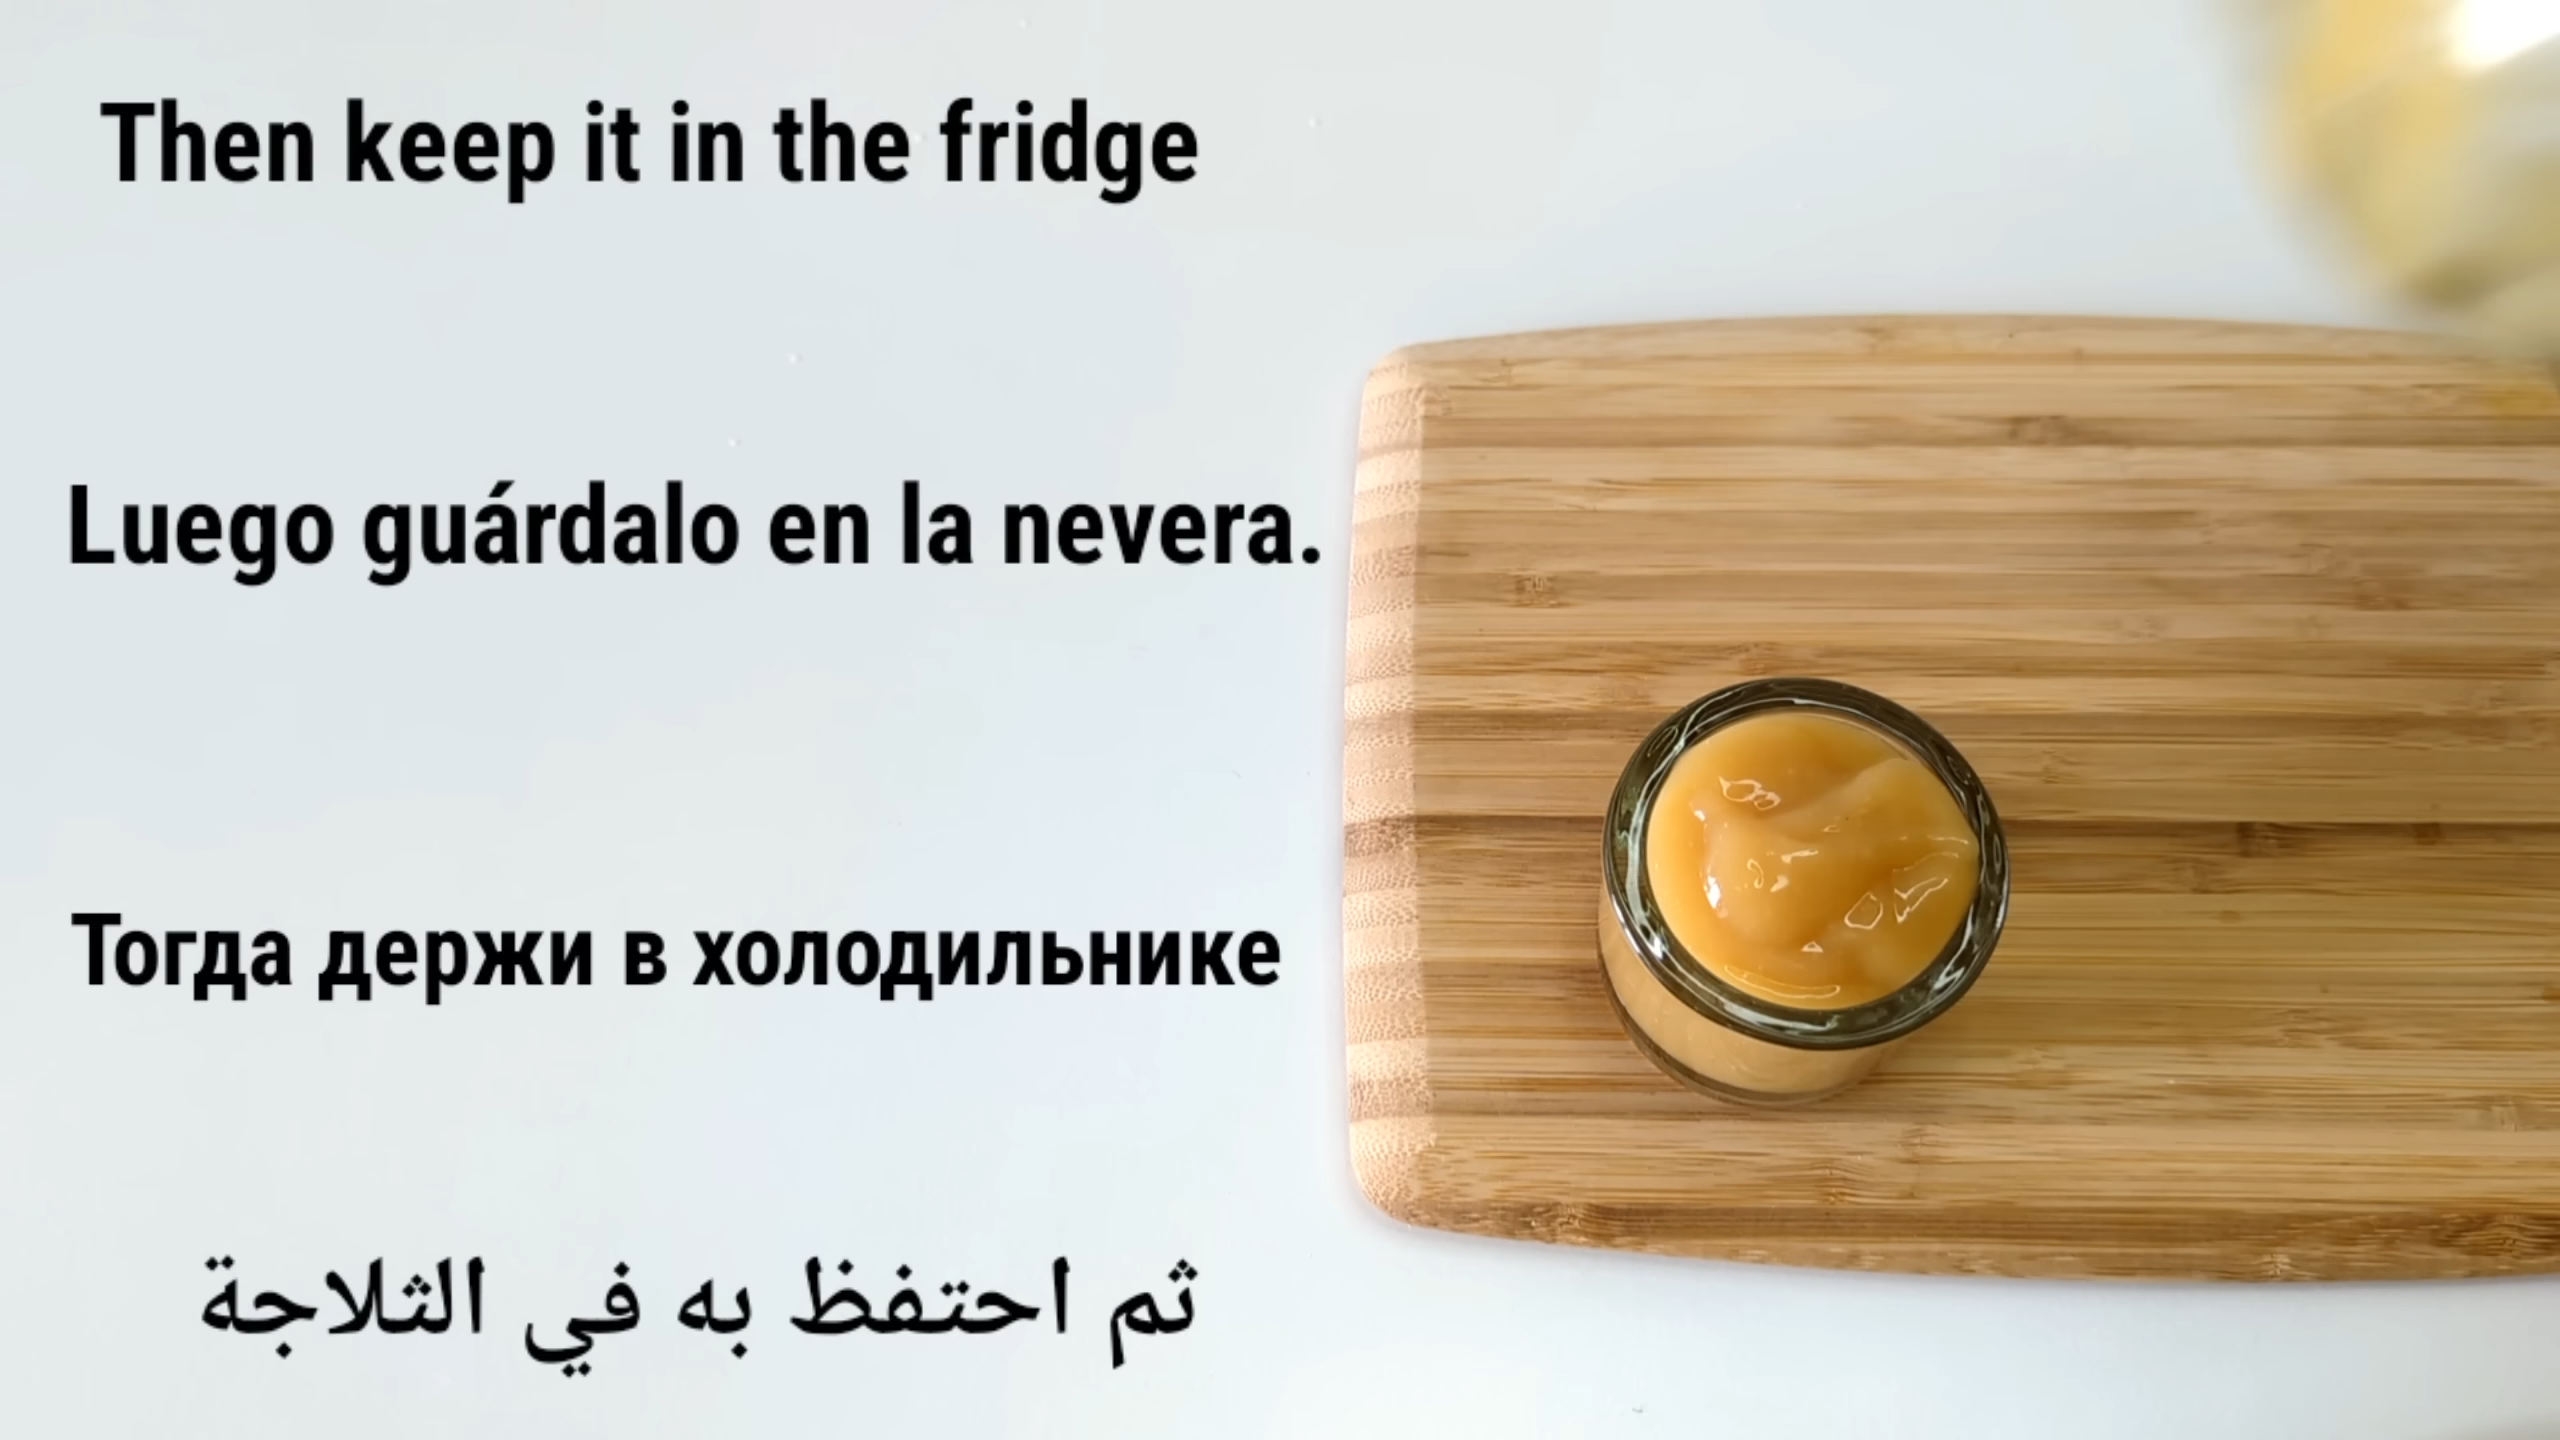 Then keep it in the fridge
Luego guárdalo en la nevera.
Тогда держи в холодильнике
ثم احتفظ به في الثلاجة